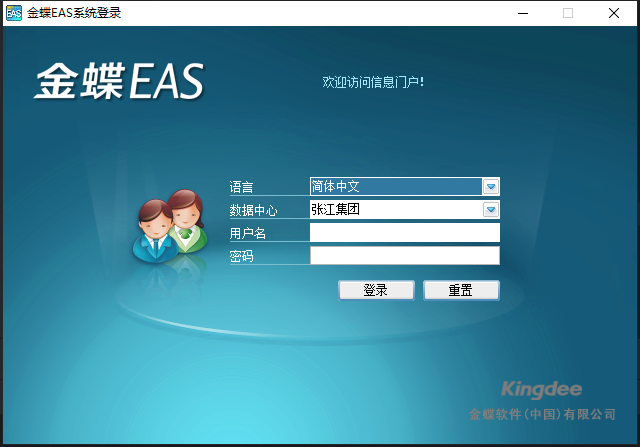 金蝶EAS系统登录
金蝶EAS
欢迎访问信息门户!
语言 简体中文
数据中心 张江集团
用户名
密码
登录 重置
Kingdee
金蝶软件(中国)有限公司